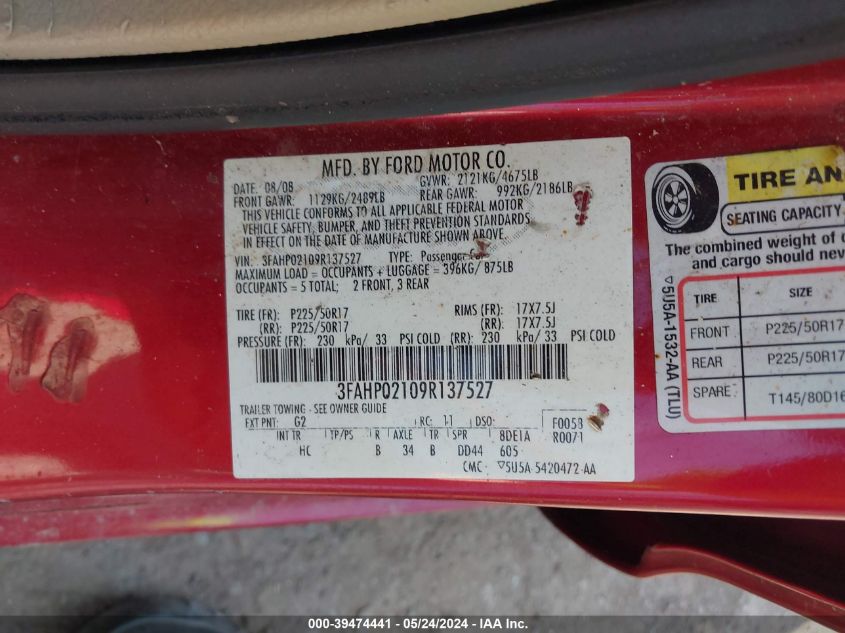 MFD. BY FORD MOTOR CO.
DATE: 08/08 GVWR: 2121KG/4675LB
FRONT GAWR: 1129KG/2489LB REAR GAWR: 992KG/2186LB
THIS VEHICLE CONFORMS TO ALL APPLICABLE FEDERAL MOTOR
VEHICLE SAFETY, BUMPER, AND THEFT PREVENTION STANDARDS
IN EFFECT ON THE DATE OF MANUFACTURE SHOWN ABOVE.
VIN: 3FAHP02109R137527 TYPE: Passenger
MAXIMUM LOAD = OCCUPANTS + LUGGAGE = 396KG/ 875LB
OCCUPANTS = 5 TOTAL; 2 FRONT, 3 REAR
TIRE (FR): P225/50R17 RIMS (FR): 17X7.5J
(RR): P225/50R17 (RR): 17X7.5J
PRESSURE (FR): 230 kPa/ 33 PSI COLD (RR): 230 kPa/ 33 PSI COLD
3FAHP02109R137527
TRAILER TOWING - SEE OWNER GUIDE
EXT PNT: G2 RC: 11 DSO: F0058
INT TR TP/PS R AXLE TR SPR 8DE1A R0071
HC B 34 B DD44 605
CMC ▽5U5A-5420472-AA
TIRE AN
SEATING CAPACITY
The combined weight of
and cargo should neve
TIRE SIZE
FRONT P225/50R17
REAR P225/50R17
SPARE T145/80D16
▽5U5A-1532-AA (TLU)
000-39474441 - 05/24/2024 - IAA Inc.